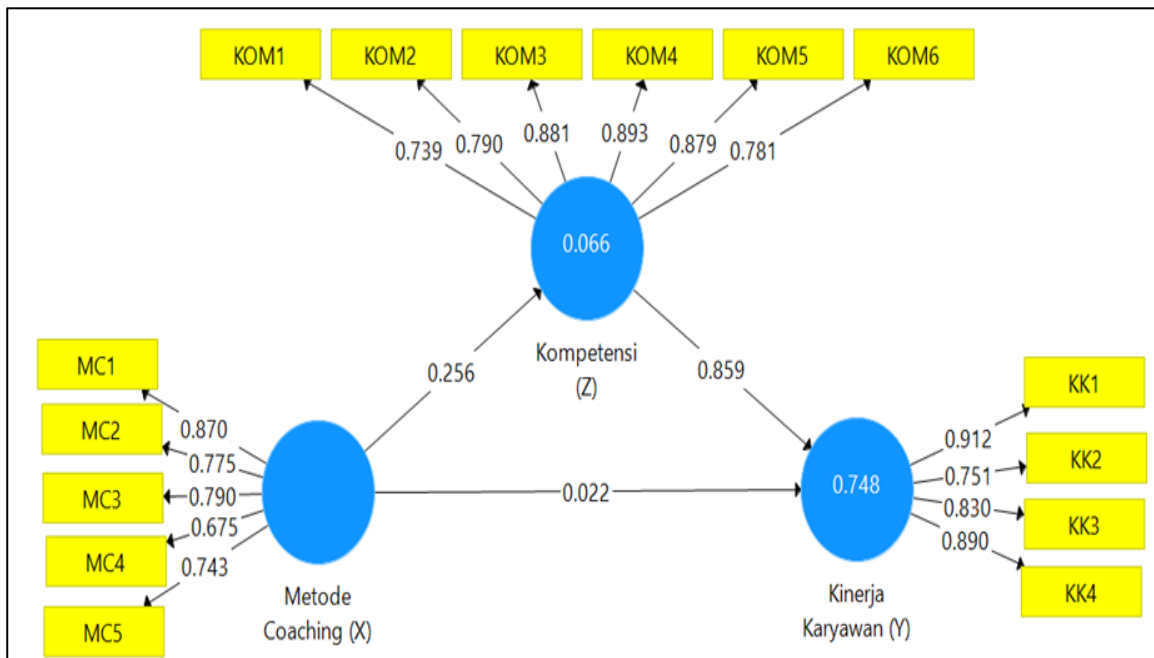 KOM1 KOM2 KOM3 KOM4 KOM5 KOM6
0.739 0.790 0.881 0.893 0.879 0.781
0.066
Kompetensi
(Z)
0.256
0.859
MC1
MC2
MC3
MC4
MC5
0.870
0.775
0.790
0.675
0.743
Metode
Coaching (X)
0.022
0.748
Kinerja
Karyawan (Y)
0.912
0.751
0.830
0.890
KK1
KK2
KK3
KK4